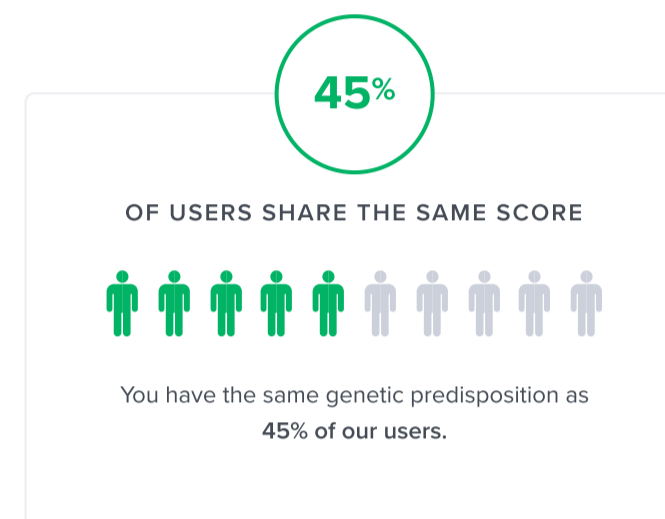 45%
OF USERS SHARE THE SAME SCORE
You have the same genetic predisposition as
45% of our users.